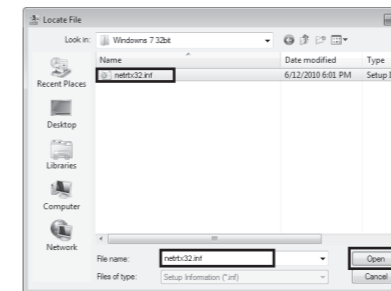 Locate File
Look in: Windowns 7 32bit
Name Date modified Type
netrtx32.inf 6/12/2010 6:01 PM Setup I
Recent Places
Desktop
Libraries
Computer
Network
File name: netrtx32.inf Open
Files of type: Setup Information (*.inf) Cancel